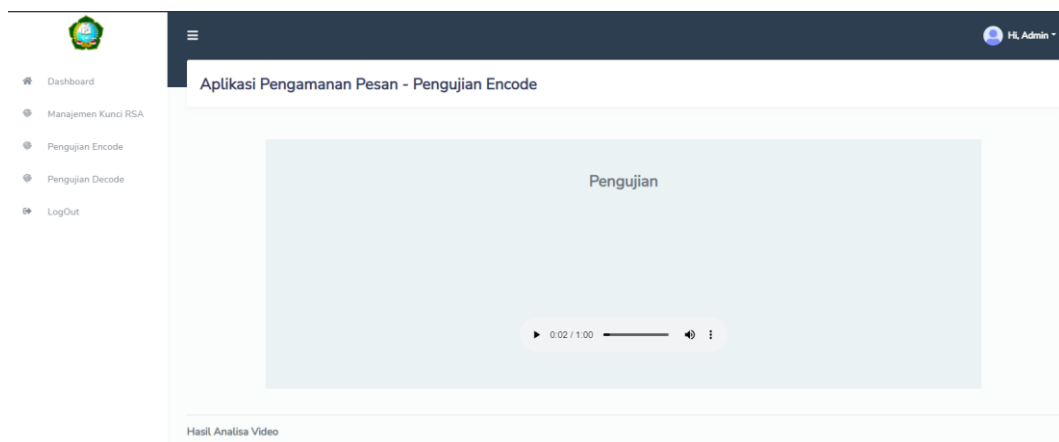 Hi, Admin
Dashboard
Manajemen Kunci RSA
Pengujian Encode
Pengujian Decode
LogOut
Aplikasi Pengamanan Pesan - Pengujian Encode
Pengujian
0:02 / 1:00
Hasil Analisa Video